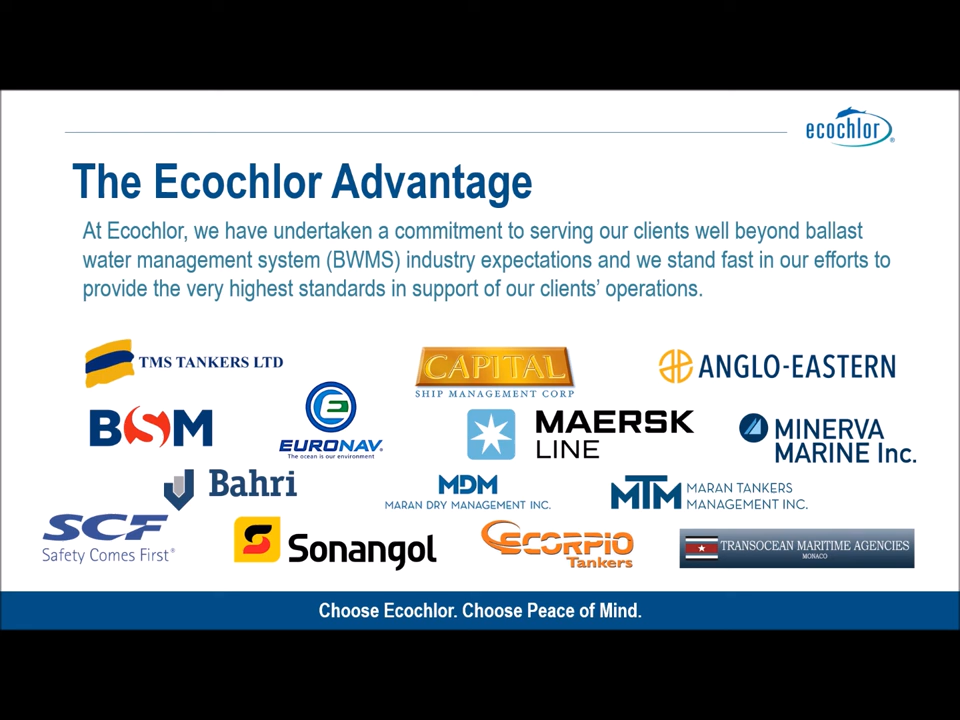 ecochlor®
The Ecochlor Advantage
At Ecochlor, we have undertaken a commitment to serving our clients well beyond ballast
water management system (BWMS) industry expectations and we stand fast in our efforts to
provide the very highest standards in support of our clients’ operations.
TMS TANKERS LTD
CAPITAL
SHIP MANAGEMENT CORP
ANGLO-EASTERN
BSM
EURONAV®
The ocean is our environment
MAERSK
LINE
MINERVA
MARINE Inc.
Bahri
MDM
MARAN DRY MANAGEMENT INC.
MTM
MARAN TANKERS
MANAGEMENT INC.
SCF
Safety Comes First®
Sonangol
SCORPIO
Tankers
TRANSOCEAN MARITIME AGENCIES
MONACO
Choose Ecochlor. Choose Peace of Mind.